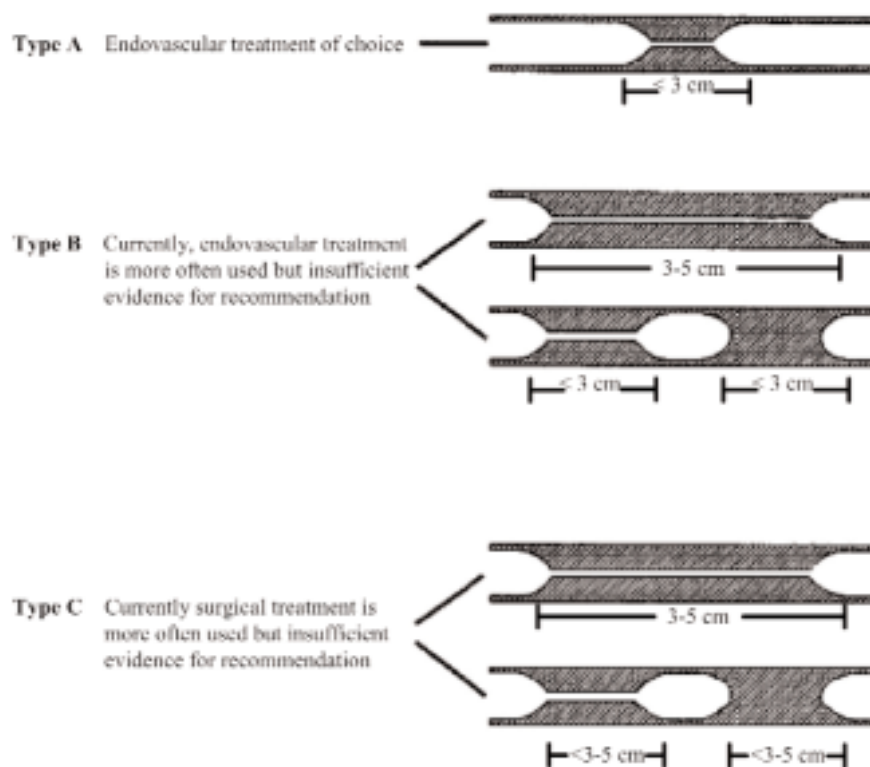 Type A Endovascular treatment of choice
≤ 3 cm
Type B Currently, endovascular treatment
is more often used but insufficient
evidence for recommendation
3-5 cm
≤ 3 cm ≤ 3 cm
Type C Currently surgical treatment is
more often used but insufficient
evidence for recommendation
3-5 cm
<3-5 cm <3-5 cm